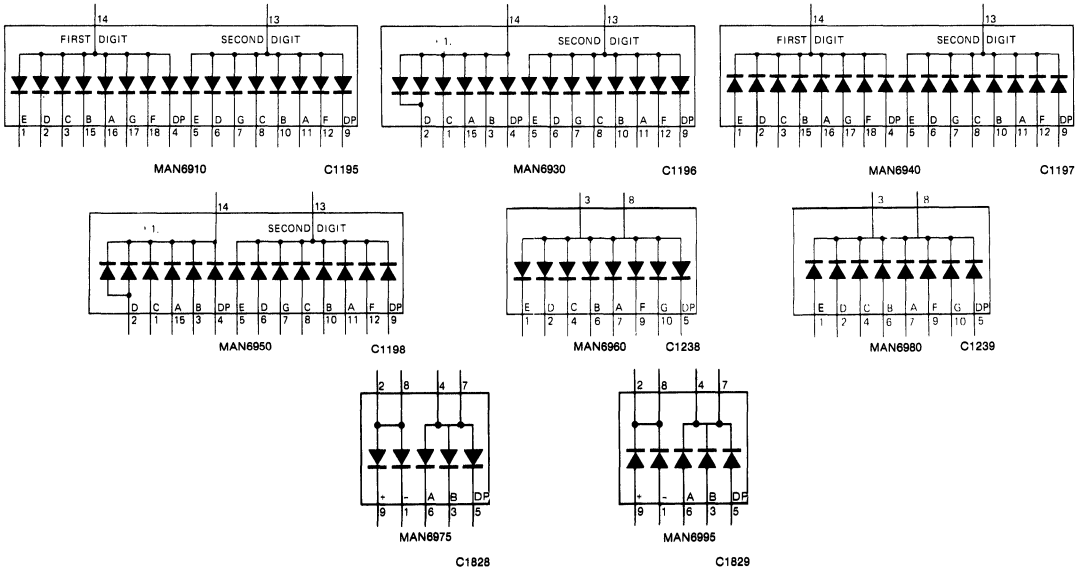 14 13
FIRST DIGIT SECOND DIGIT
E D C B A G F DP E D G C B A F DP
1 2 3 15 16 17 18 4 5 6 7 8 10 11 12 9
MAN6910 C1195
14 13
1. SECOND DIGIT
D C A B DP E D G C B A F DP
2 1 15 3 4 5 6 7 8 10 11 12 9
MAN6930 C1196
14 13
FIRST DIGIT SECOND DIGIT
E D C B A G F DP E D G C B A F DP
1 2 3 15 16 17 18 4 5 6 7 8 10 11 12 9
MAN6940 C1197
14 13
1. SECOND DIGIT
D C A B DP E D G C B A F DP
2 1 15 3 4 5 6 7 8 10 11 12 9
MAN6950 C1198
3 8
E D C B A F G DP
1 2 4 6 7 9 10 5
MAN6960 C1238
3 8
E D C B A F G DP
1 2 4 6 7 9 10 5
MAN6980 C1239
2 8 4 7
+ - A B DP
9 1 6 3 5
MAN6975
C1828
2 8 4 7
+ - A B DP
9 1 6 3 5
MAN6995
C1829